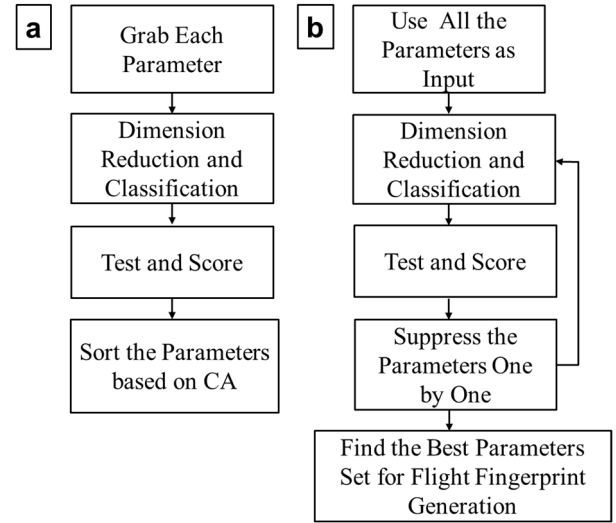 a
Grab Each
Parameter
Dimension
Reduction and
Classification
Test and Score
Sort the Parameters
based on CA
b
Use All the
Parameters as
Input
Dimension
Reduction and
Classification
Test and Score
Suppress the
Parameters One
by One
Find the Best Parameters
Set for Flight Fingerprint
Generation